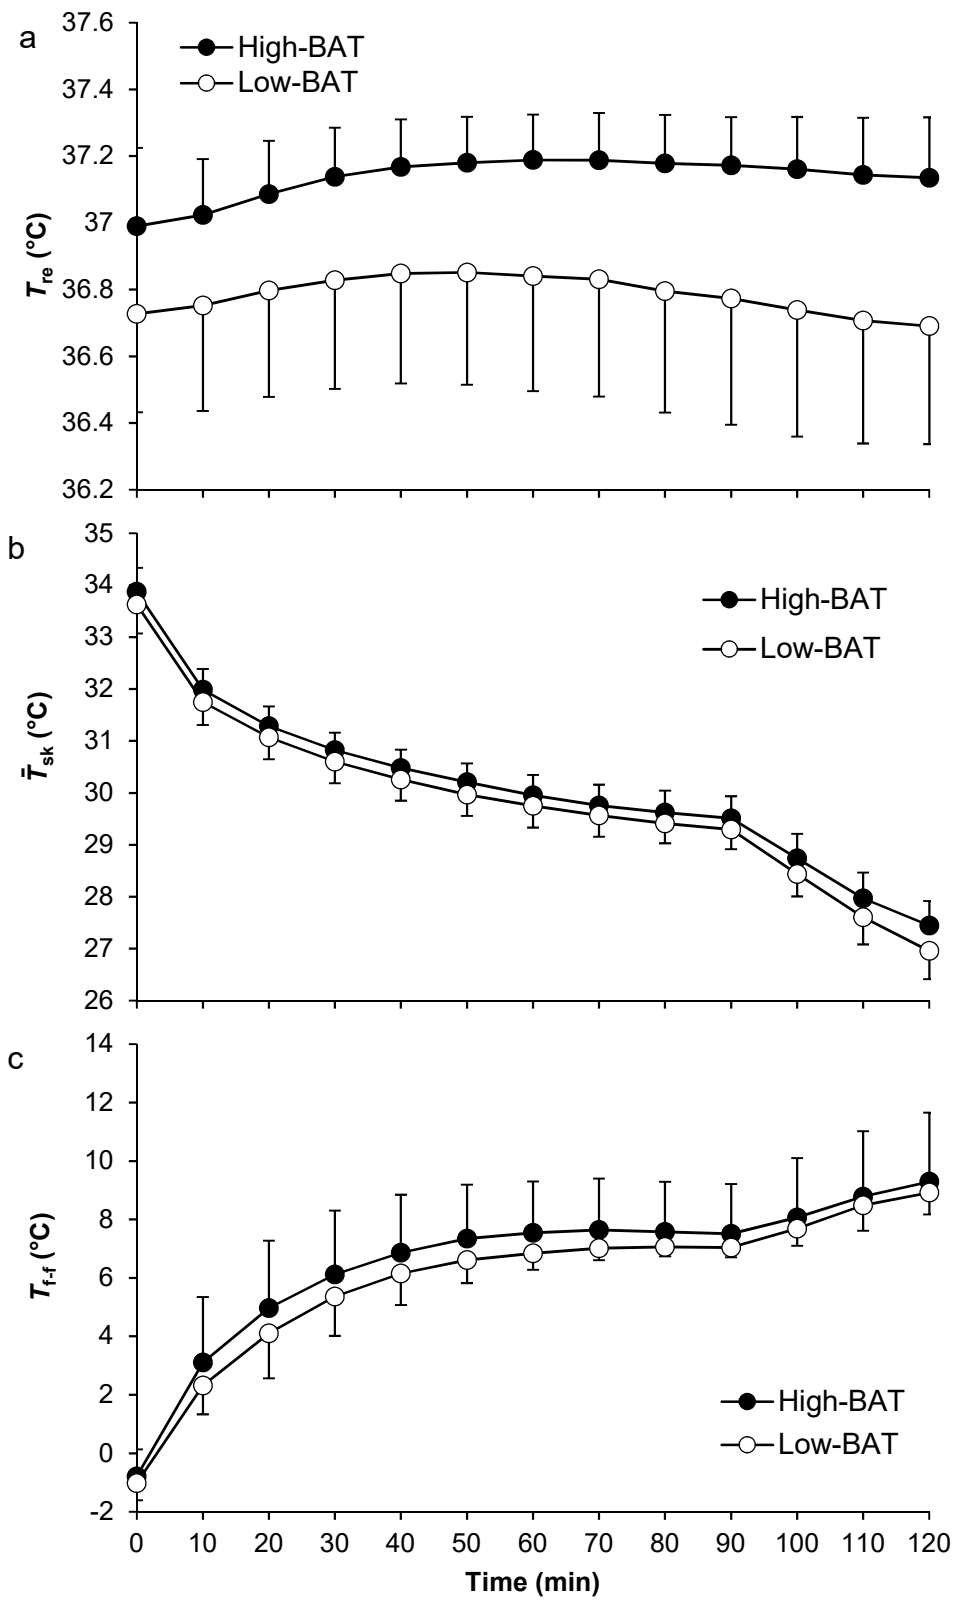 a
High-BAT
Low-BAT
37.6
37.4
37.2
37
36.8
36.6
36.4
36.2
Tre (°C)
b
High-BAT
Low-BAT
35
34
33
32
31
30
29
28
27
26
T̄sk (°C)
c
14
12
10
8
6
4
2
0
-2
Tf-f (°C)
High-BAT
Low-BAT
0 10 20 30 40 50 60 70 80 90 100 110 120
Time (min)